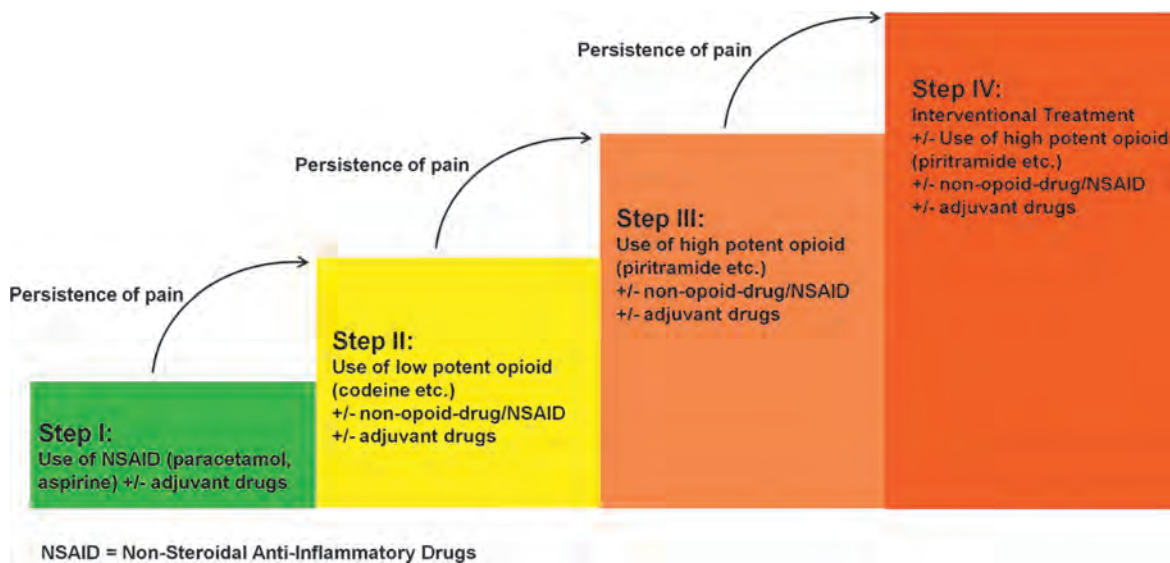 Persistence of pain
Step I:
Use of NSAID (paracetamol,
aspirine) +/- adjuvant drugs
Persistence of pain
Step II:
Use of low potent opioid
(codeine etc.)
+/- non-opoid-drug/NSAID
+/- adjuvant drugs
Persistence of pain
Step III:
Use of high potent opioid
(piritramide etc.)
+/- non-opoid-drug/NSAID
+/- adjuvant drugs
Step IV:
Interventional Treatment
+/- Use of high potent opioid
(piritramide etc.)
+/- non-opoid-drug/NSAID
+/- adjuvant drugs
NSAID = Non-Steroidal Anti-Inflammatory Drugs